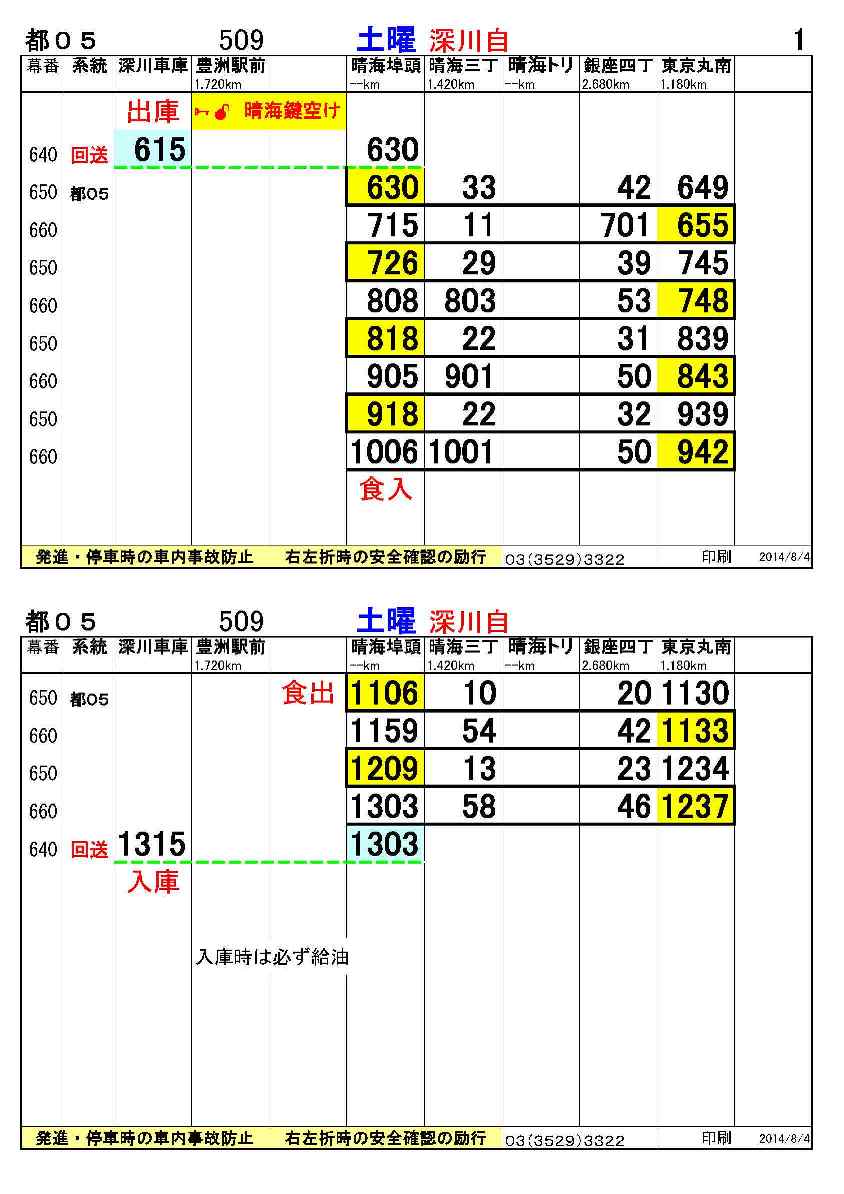 都０５ 509 土曜 深川自 1
幕番 系統 深川車庫 豊洲駅前 晴海埠頭 晴海三丁 晴海トリ 銀座四丁 東京丸南
1.720km --km 1.420km --km 2.680km 1.180km
出庫 晴海鍵空け
640 回送 615 630
650 都05 630 33 42 649
660 715 11 701 655
650 726 29 39 745
660 808 803 53 748
650 818 22 31 839
660 905 901 50 843
650 918 22 32 939
660 1006 1001 50 942
食入
発進・停車時の車内事故防止 右左折時の安全確認の励行 03(3529)3322 印刷 2014/8/4
都０５ 509 土曜 深川自
幕番 系統 深川車庫 豊洲駅前 晴海埠頭 晴海三丁 晴海トリ 銀座四丁 東京丸南
1.720km --km 1.420km --km 2.680km 1.180km
650 都05 食出 1106 10 20 1130
660 1159 54 42 1133
650 1209 13 23 1234
660 1303 58 46 1237
640 回送 1315 1303
入庫
入庫時は必ず給油
発進・停車時の車内事故防止 右左折時の安全確認の励行 03(3529)3322 印刷 2014/8/4